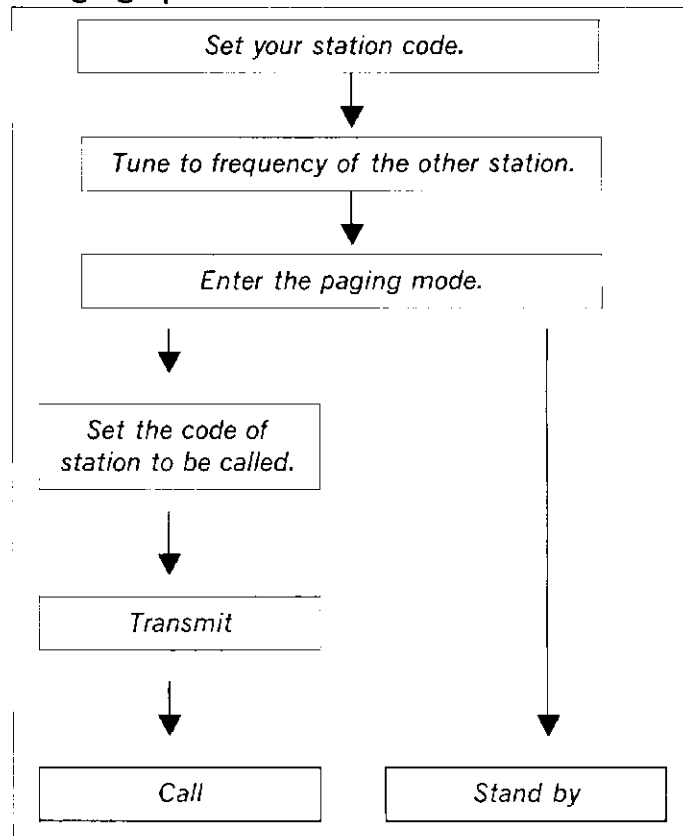 Set your station code.
Tune to frequency of the other station.
Enter the paging mode.
Set the code of
station to be called.
Transmit
Call
Stand by